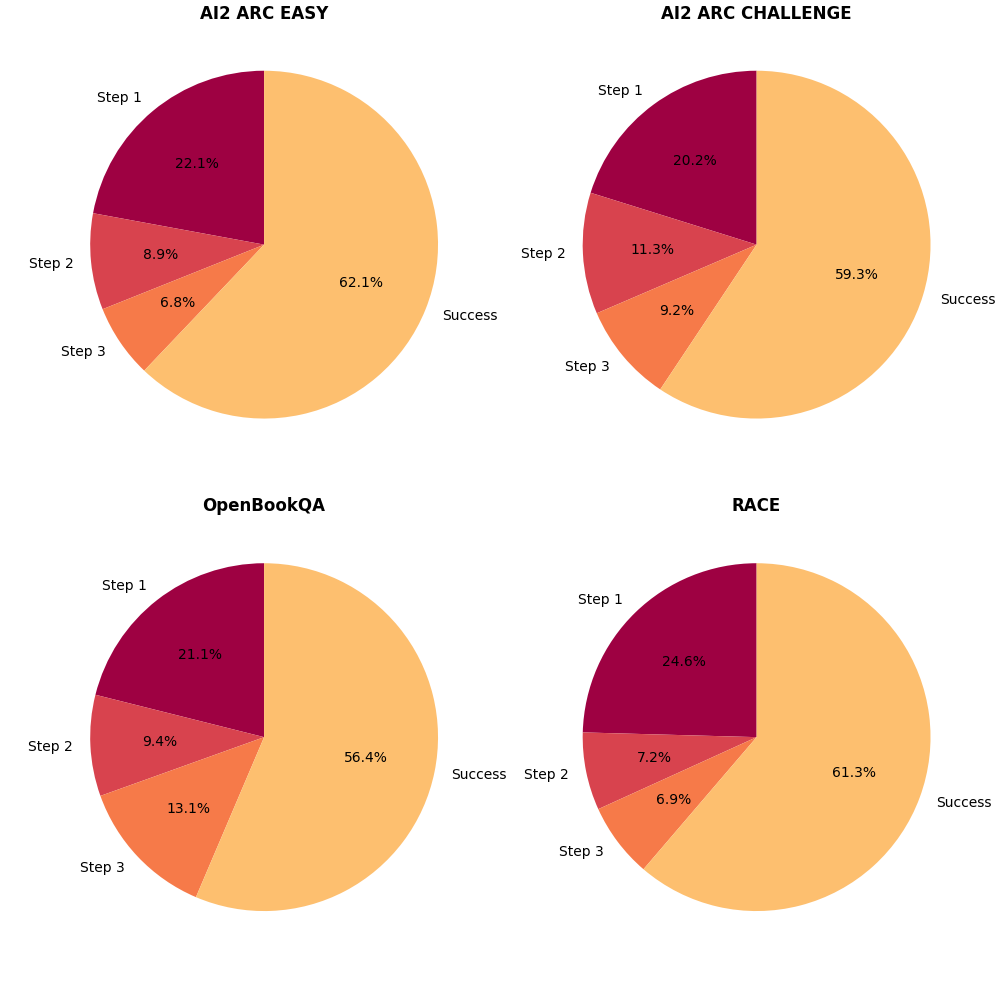 AI2 ARC EASY
Step 1
22.1%
Step 2
8.9%
6.8%
Step 3
62.1%
Success
AI2 ARC CHALLENGE
Step 1
20.2%
Step 2
11.3%
9.2%
Step 3
59.3%
Success
OpenBookQA
Step 1
21.1%
Step 2
9.4%
13.1%
Step 3
56.4%
Success
RACE
Step 1
24.6%
Step 2
7.2%
6.9%
Step 3
61.3%
Success